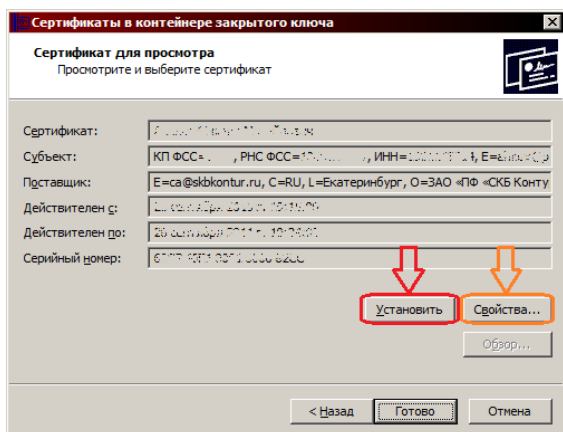 Сертификаты в контейнере закрытого ключа
Сертификат для просмотра
Просмотрите и выберите сертификат
Сертификат:
Субъект: КП ФСС= , РНС ФСС= , ИНН= , E=
Поставщик: E=ca@skbkontur.ru, C=RU, L=Екатеринбург, O=ЗАО «ПФ «СКБ Конту
Действителен с:
Действителен по:
Серийный номер:
Установить Свойства...
Обзор...
< Назад Готово Отмена